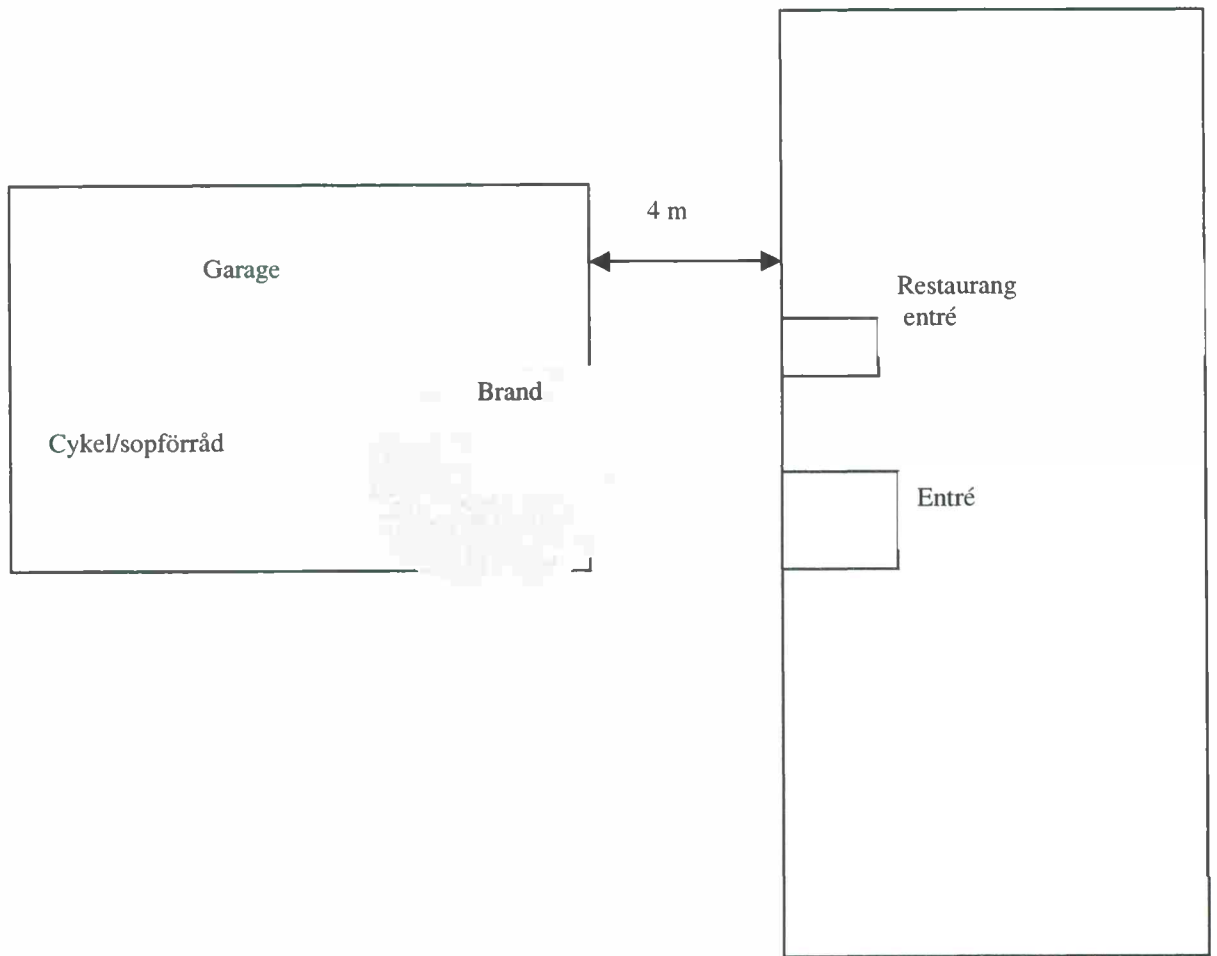 4 m
Garage
Restaurang
entré
Brand
Cykel/sopförråd
Entré